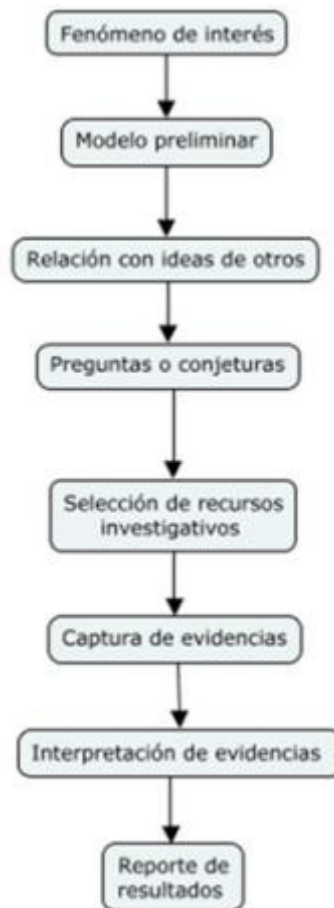 Fenómeno de interés
Modelo preliminar
Relación con ideas de otros
Preguntas o conjeturas
Selección de recursos
investigativos
Captura de evidencias
Interpretación de evidencias
Reporte de
resultados